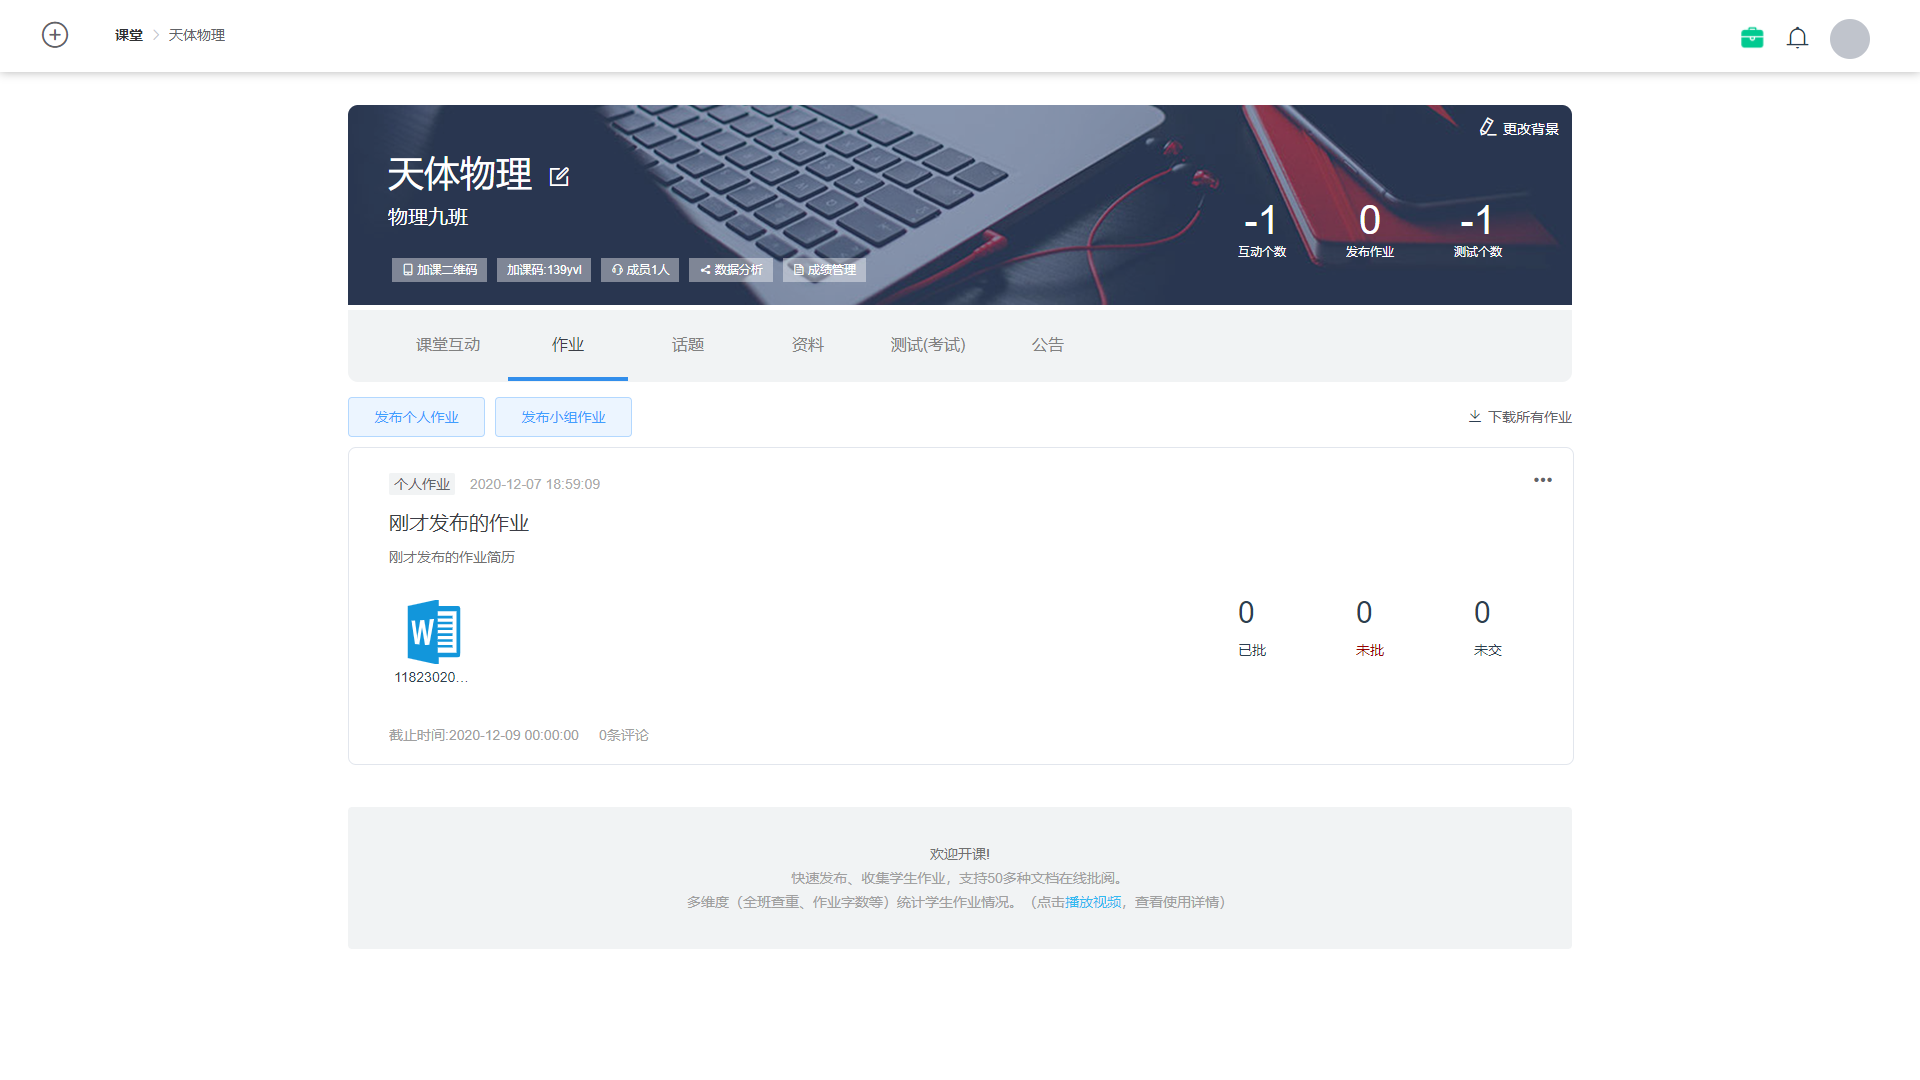 课堂 天体物理
更改背景
天体物理
物理九班
-1 0 -1
互动个数 发布作业 测试个数
加课二维码 加课码:139yvl 成员1人 数据分析 成绩管理
课堂互动 作业 话题 资料 测试(考试) 公告
发布个人作业 发布小组作业 下载所有作业
个人作业 2020-12-07 18:59:09
刚才发布的作业
刚才发布的作业简历
0 0 0
已批 未批 未交
W
11823020...
截止时间:2020-12-09 00:00:00 0条评论
欢迎开课!
快速发布、收集学生作业，支持50多种文档在线批阅。
多维度（全班查重、作业字数等）统计学生作业情况。（点击播放视频，查看使用详情）